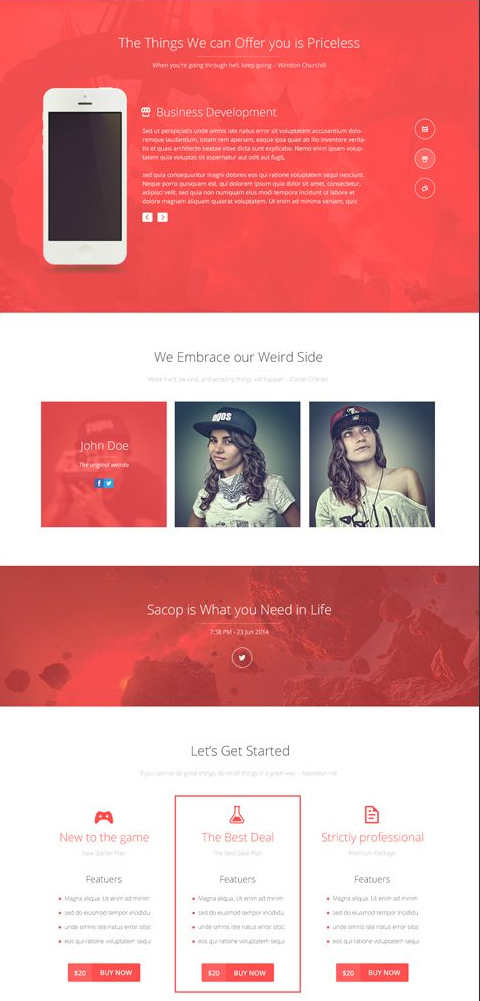 The Things We can Offer you is Priceless
When you're going through hell, keep going. - Winston Churchill
Business Development
Sed ut perspiciatis unde omnis iste natus error sit voluptatem accusantium dolo-
remque laudantium, totam rem aperiam, eaque ipsa quae ab illo inventore verita-
tis et quasi architecto beatae vitae dicta sunt explicabo. Nemo enim ipsam volup-
tatem quia voluptas sit aspernatur aut odit aut fugit,
sed quia consequuntur magni dolores eos qui ratione voluptatem sequi nesciunt.
Neque porro quisquam est, qui dolorem ipsum quia dolor sit amet, consectetur,
adipisci velit, sed quia non numquam eius modi tempora incidunt ut labore et
dolore magnam aliquam quaerat voluptatem. Ut enim ad minima veniam, quis
We Embrace our Weird Side
Work hard, be kind, and amazing things will happen. - Conan O'Brien
John Doe
The original weirdo
Sacop is What you Need in Life
7:38 PM - 23 Jun 2014
Let's Get Started
If you cannot do great things, do small things in a great way. - Napoleon Hill
New to the game
The Best Deal
Strictly professional
New Starter Plan
The Best Deal Plan
Premium Package
Featuers
Featuers
Featuers
Magna aliqua. Ut enim ad minim
Magna aliqua. Ut enim ad minim
Magna aliqua. Ut enim ad minim
sed do eiusmod tempor incididu
sed do eiusmod tempor incididu
sed do eiusmod tempor incididu
unde omnis iste natus error sitsc
unde omnis iste natus error sitsc
unde omnis iste natus error sitsc
eos qui ratione voluptatem sequi
eos qui ratione voluptatem sequi
eos qui ratione voluptatem sequi
$20 BUY NOW
$20 BUY NOW
$20 BUY NOW